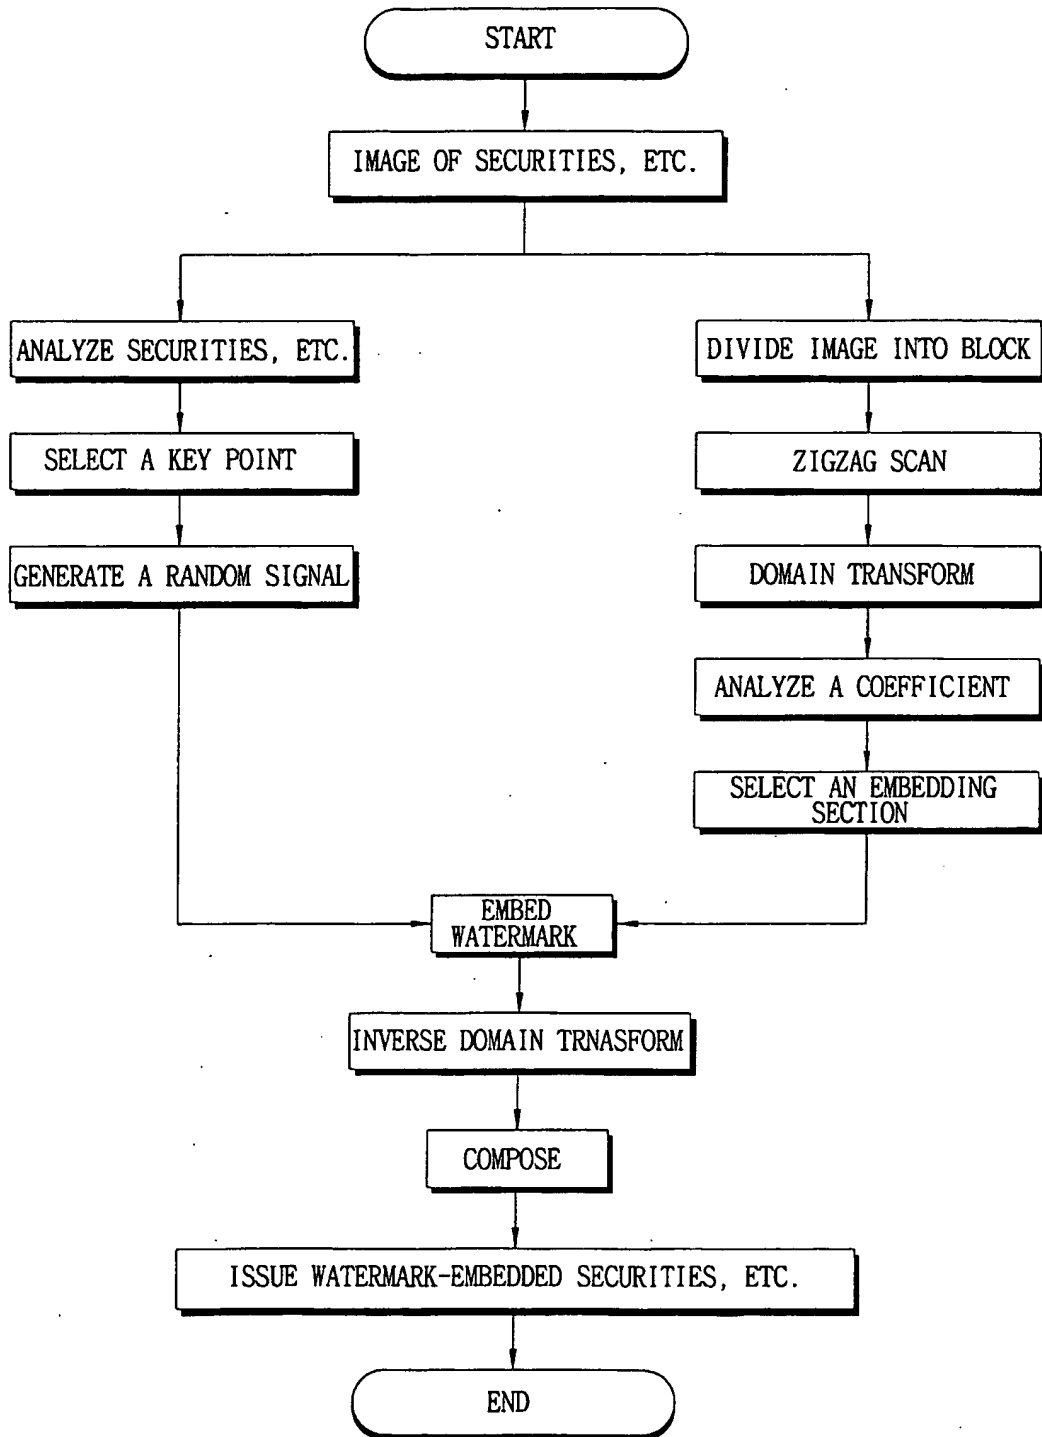 START
IMAGE OF SECURITIES, ETC.
ANALYZE SECURITIES, ETC.
SELECT A KEY POINT
GENERATE A RANDOM SIGNAL
DIVIDE IMAGE INTO BLOCK
ZIGZAG SCAN
DOMAIN TRANSFORM
ANALYZE A COEFFICIENT
SELECT AN EMBEDDING
SECTION
EMBED
WATERMARK
INVERSE DOMAIN TRNASFORM
COMPOSE
ISSUE WATERMARK-EMBEDDED SECURITIES, ETC.
END